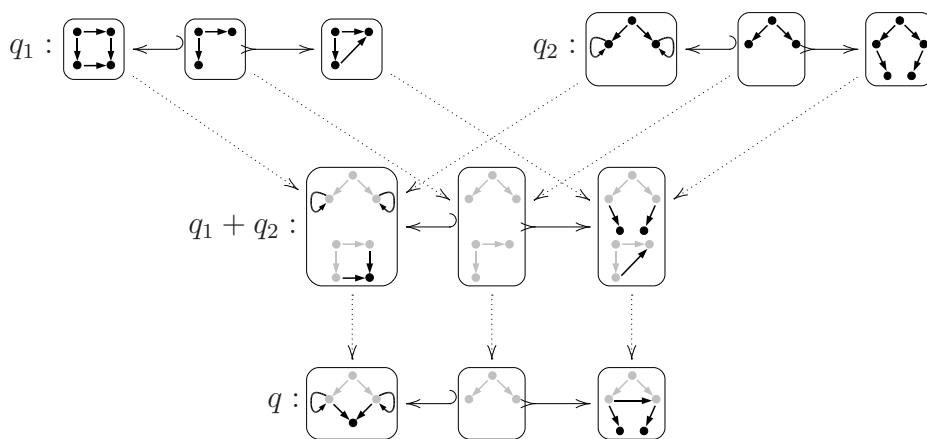 q₁ :
q₂ :
q₁ + q₂ :
q :